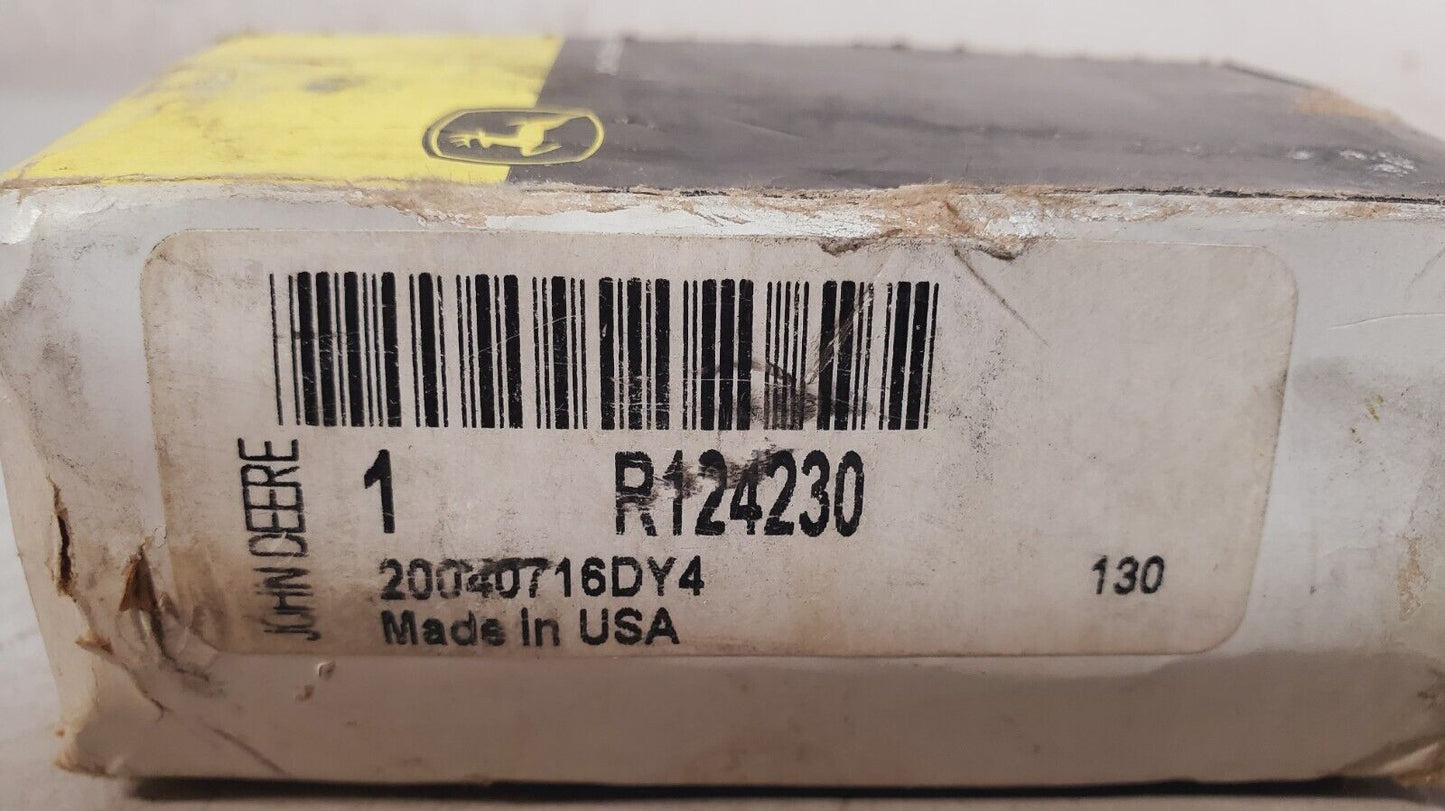 JOHN DEERE
1 R124230
20040716DY4
130
Made in USA